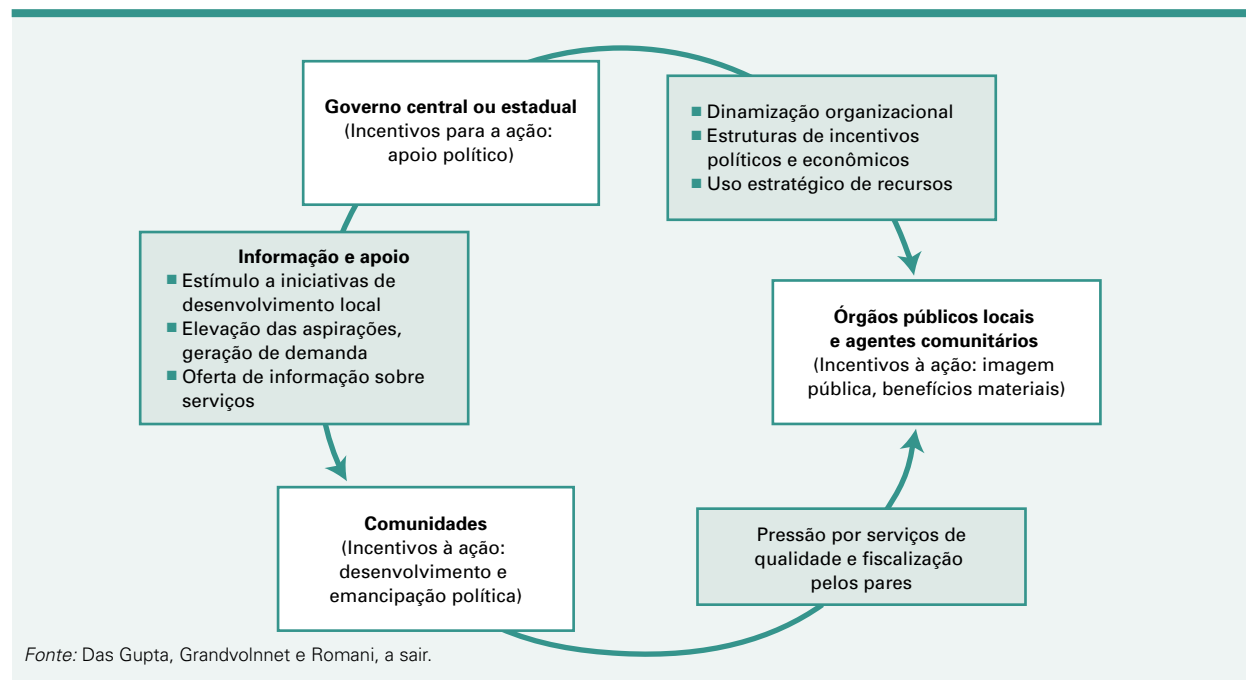 Governo central ou estadual
(Incentivos para a ação:
apoio político)
■ Dinamização organizacional
■ Estruturas de incentivos
políticos e econômicos
■ Uso estratégico de recursos
Informação e apoio
■ Estímulo a iniciativas de
desenvolvimento local
■ Elevação das aspirações,
geração de demanda
■ Oferta de informação sobre
serviços
Órgãos públicos locais
e agentes comunitários
(Incentivos à ação: imagem
pública, benefícios materiais)
Comunidades
(Incentivos à ação:
desenvolvimento e
emancipação política)
Pressão por serviços de
qualidade e fiscalização
pelos pares
Fonte: Das Gupta, Grandvolnnet e Romani, a sair.